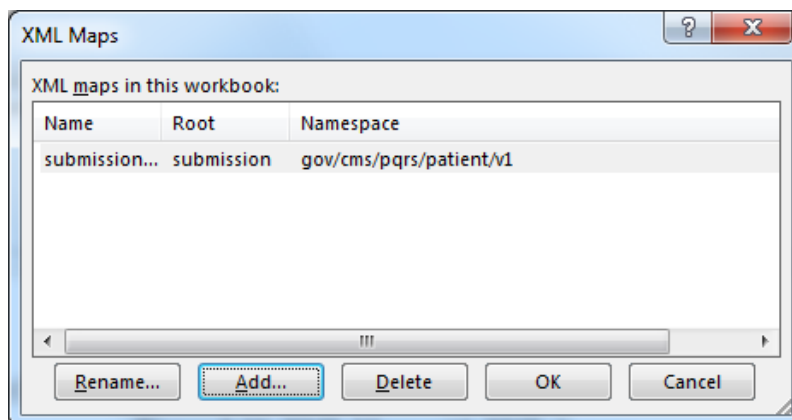 XML Maps
XML maps in this workbook:
Name Root Namespace
submission... submission gov/cms/pqrs/patient/v1
Rename... Add... Delete OK Cancel